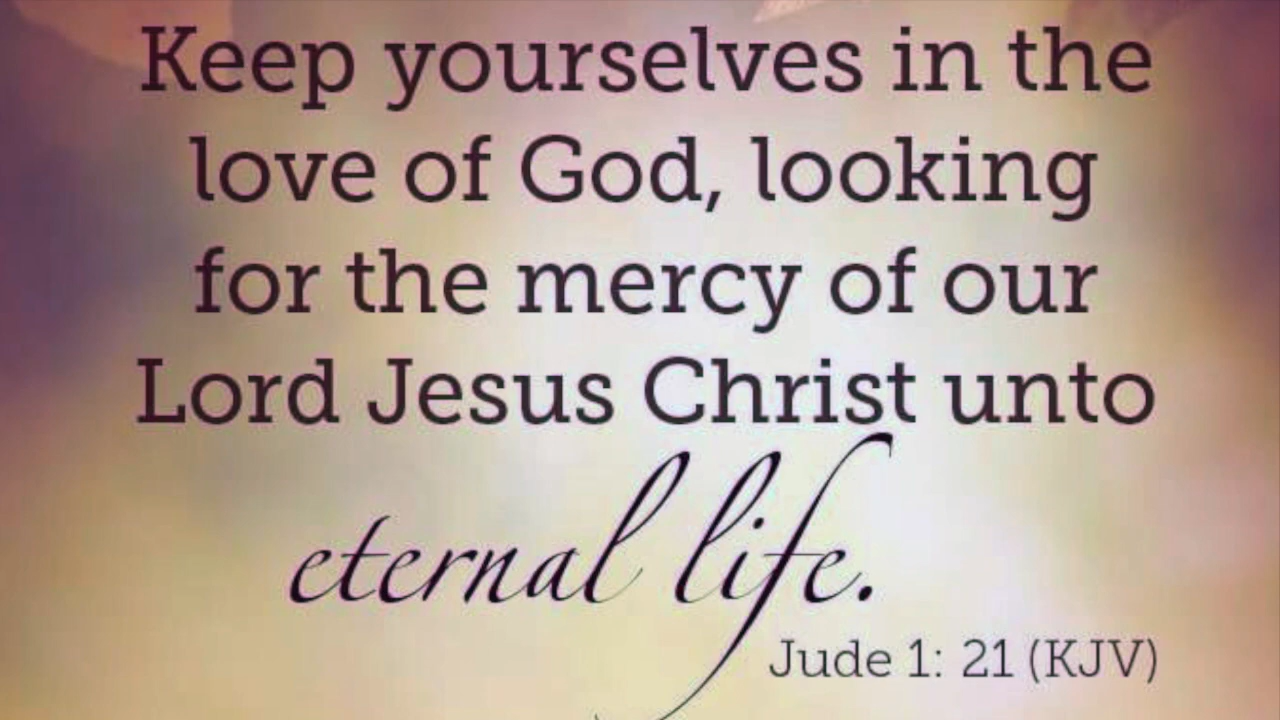 Keep yourselves in the
love of God, looking
for the mercy of our
Lord Jesus Christ unto
eternal life.
Jude 1: 21 (KJV)